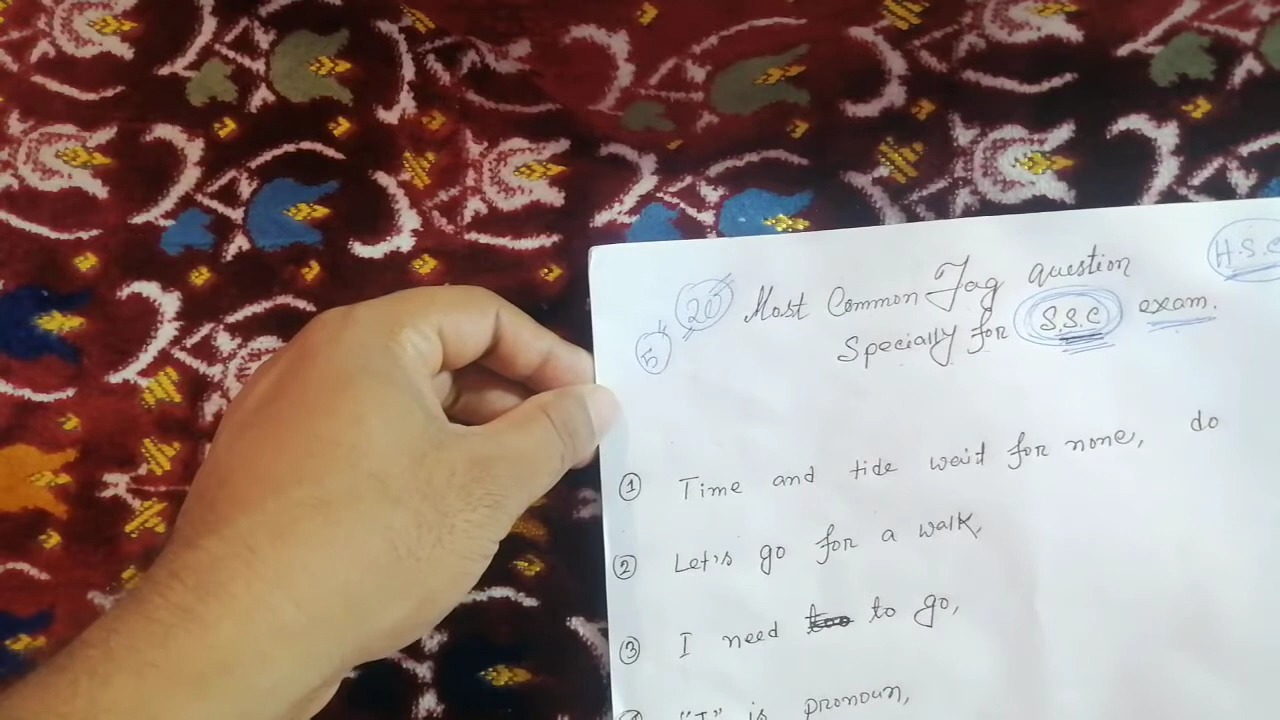 H.S.C
20 Most Common Tag question
5 Specially for S.S.C exam.
1 Time and tide wait for none, do
2 Let's go for a walk,
3 I need to go,
4 "I" is pronoun,